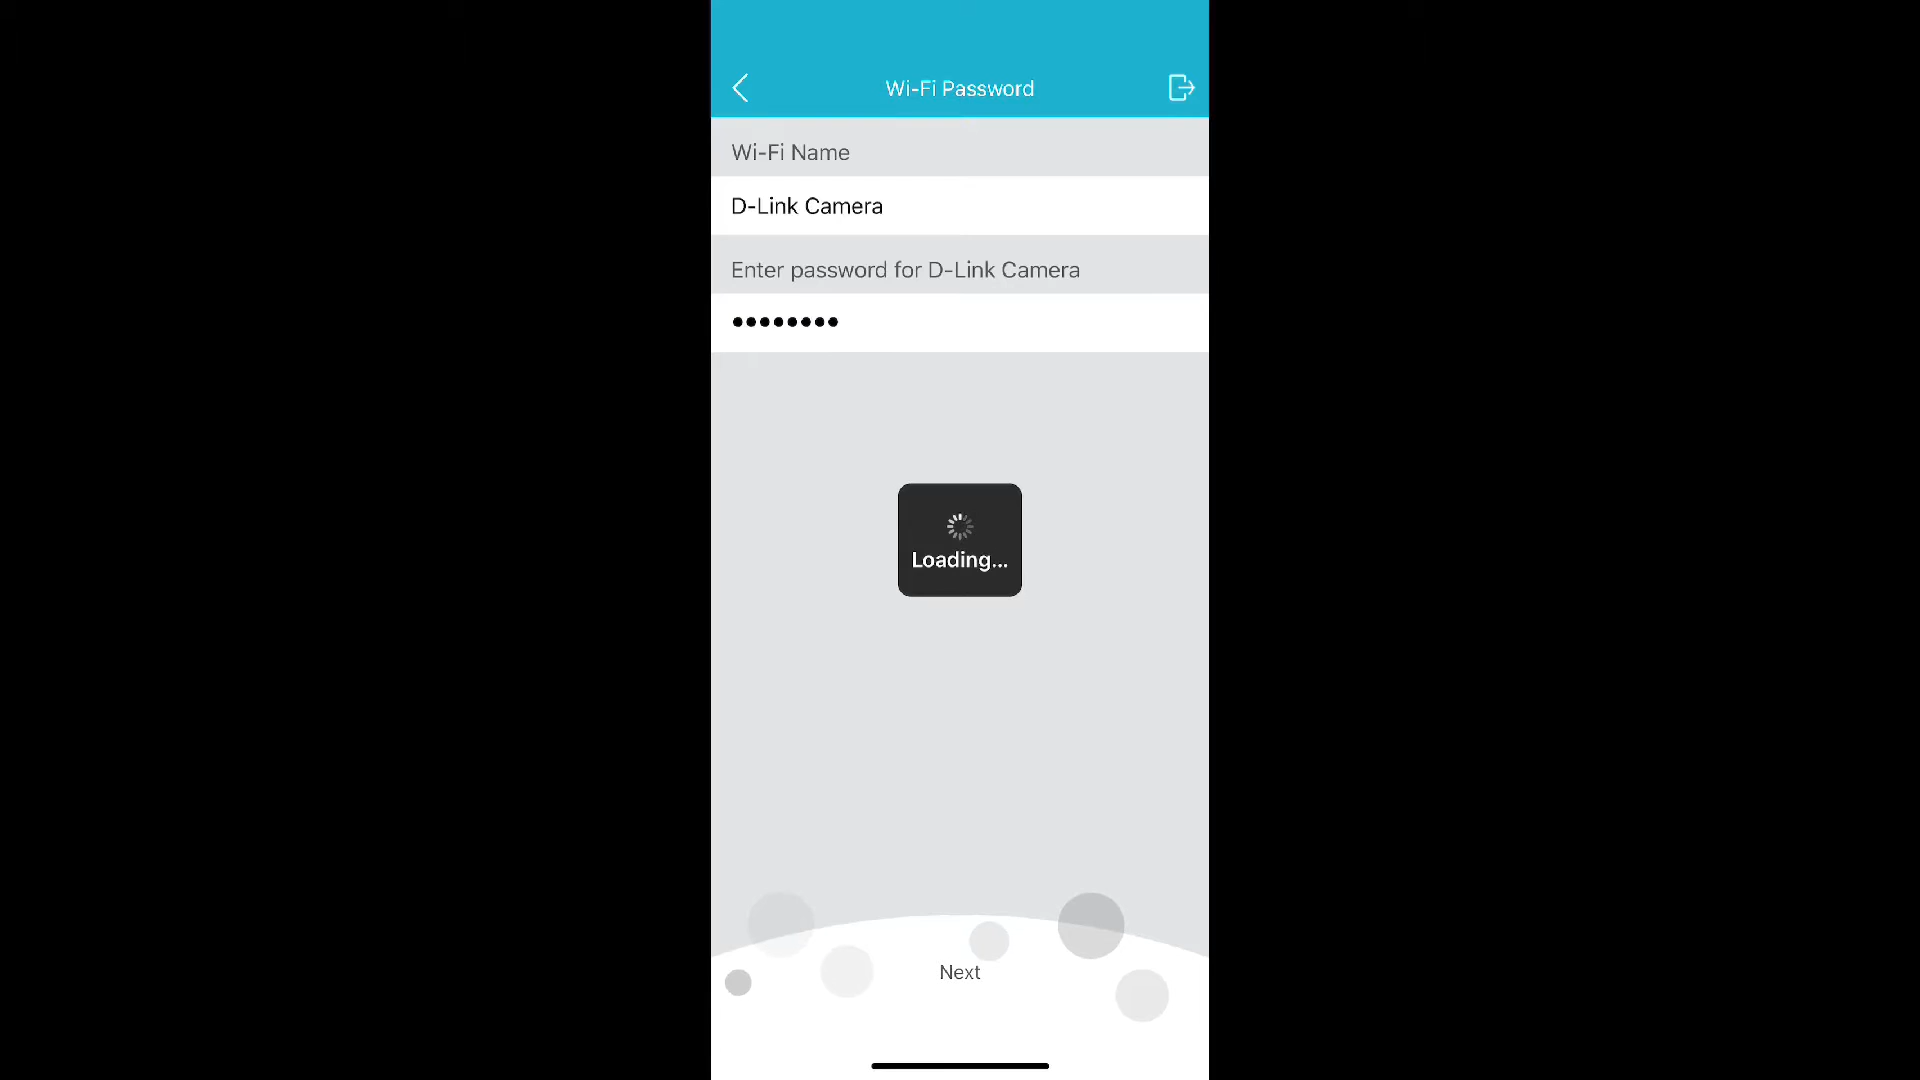 Wi-Fi Password
Wi-Fi Name
D-Link Camera
Enter password for D-Link Camera
••••••••
Loading...
Next